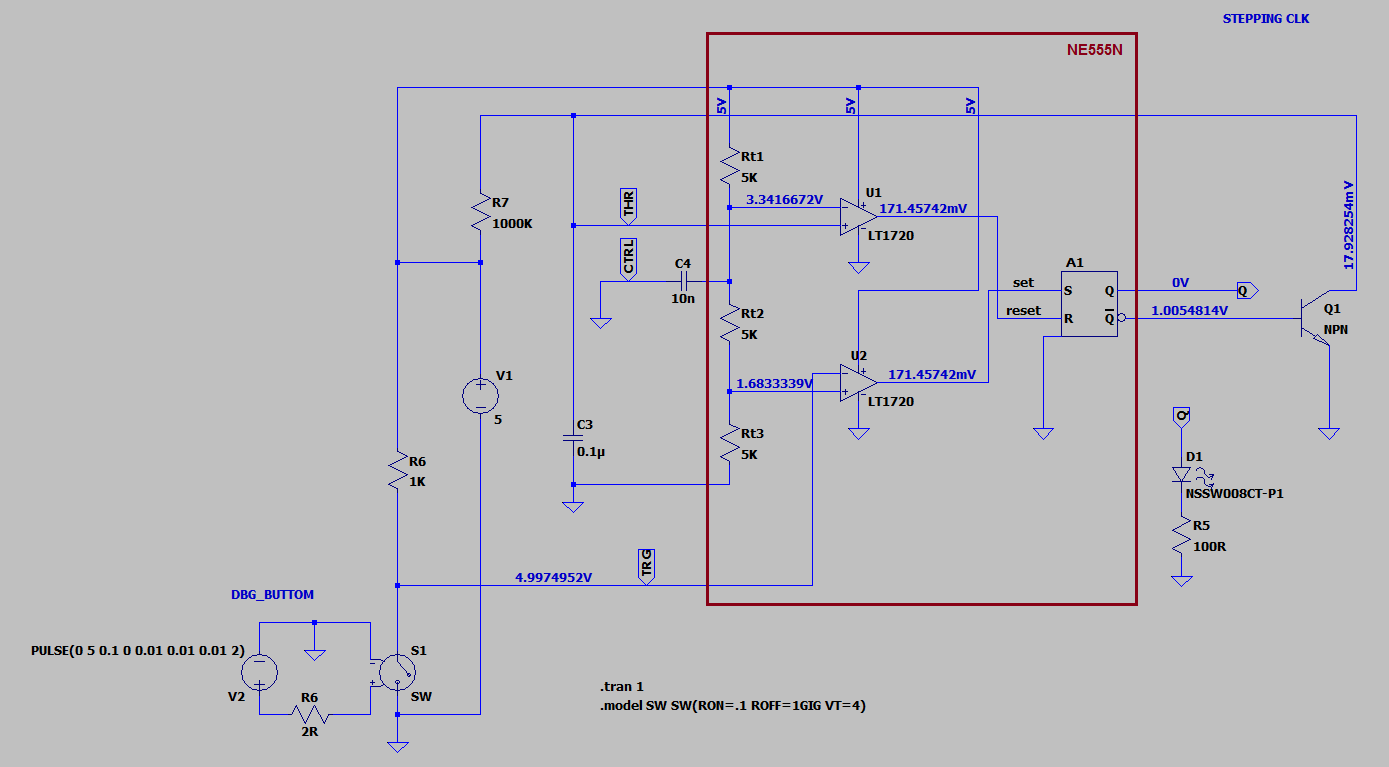 STEPPING CLK
NE555N
5V
5V
5V
Rt1
5K
R7
1000K
THR
3.3416672V
U1
171.45742mV
LT1720
17.928254mV
CTRL
C4
10n
A1
set
S
Q
0V
Q
reset
R
Q
1.0054814V
Q1
NPN
Rt2
5K
U2
V1
5
1.6833339V
171.45742mV
LT1720
C3
0.1µ
Rt3
5K
Q
R6
1K
D1
NSSW008CT-P1
R5
100R
TRG
4.9974952V
DBG_BUTTOM
PULSE(0 5 0.1 0 0.01 0.01 0.01 2)
S1
V2
R6
2R
SW
.tran 1
.model SW SW(RON=.1 ROFF=1GIG VT=4)